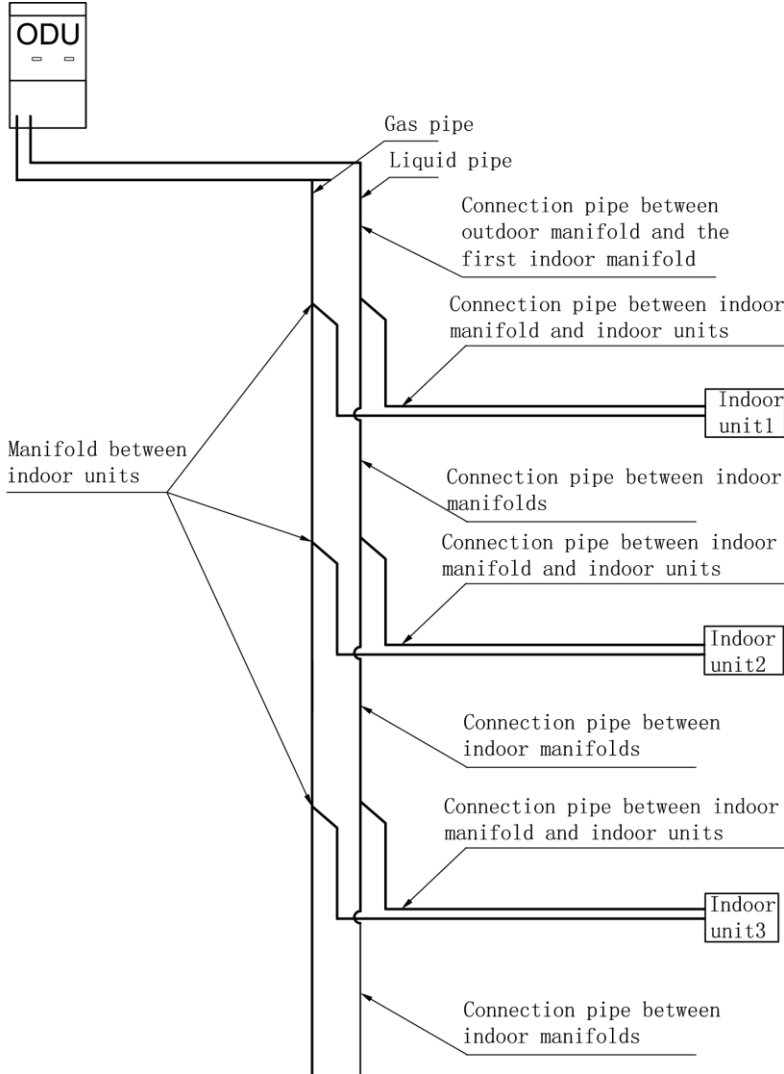 ODU
Gas pipe
Liquid pipe
Connection pipe between
outdoor manifold and the
first indoor manifold
Connection pipe between indoor
manifold and indoor units
Indoor
unit1
Manifold between
indoor units
Connection pipe between indoor
manifolds
Connection pipe between indoor
manifold and indoor units
Indoor
unit2
Connection pipe between
indoor manifolds
Connection pipe between indoor
manifold and indoor units
Indoor
unit3
Connection pipe between
indoor manifolds